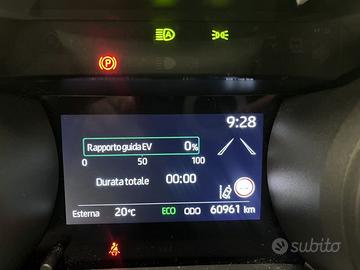 A
P
9:28
Rapporto guida EV 0%
0 50 100
Durata totale 00:00
Esterna 20°C ECO ODO 60961 km
subito